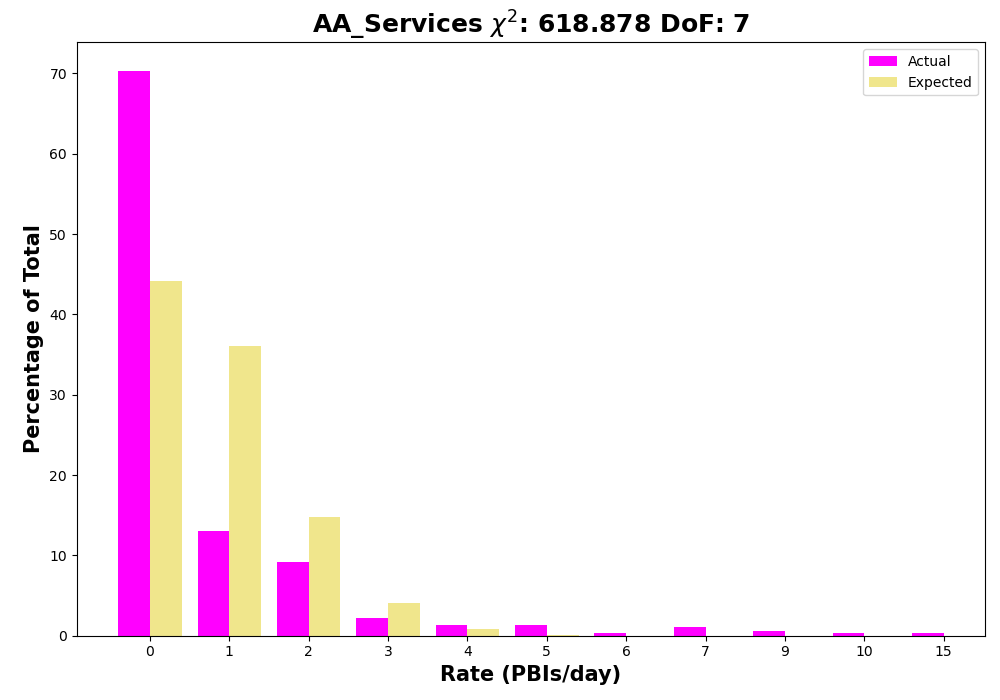 AA_Services χ²: 618.878 DoF: 7
Actual
Expected
Percentage of Total
70
60
50
40
30
20
10
0
0 1 2 3 4 5 6 7 9 10 15
Rate (PBIs/day)